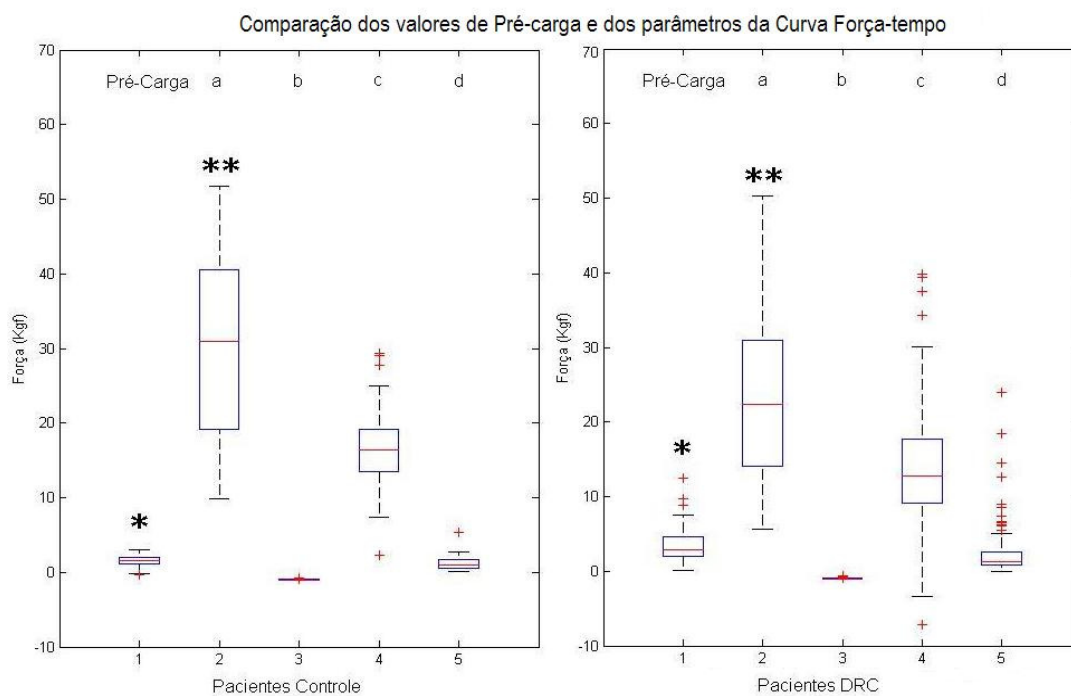 Comparação dos valores de Pré-carga e dos parâmetros da Curva Força-tempo
Pré-Carga a b c d
70
60
50
40
30
20
10
0
-10
Força (Kgf)
**
*
1 2 3 4 5
Pacientes Controle
Pré-Carga a b c d
70
60
50
40
30
20
10
0
-10
Força (Kgf)
**
*
1 2 3 4 5
Pacientes DRC